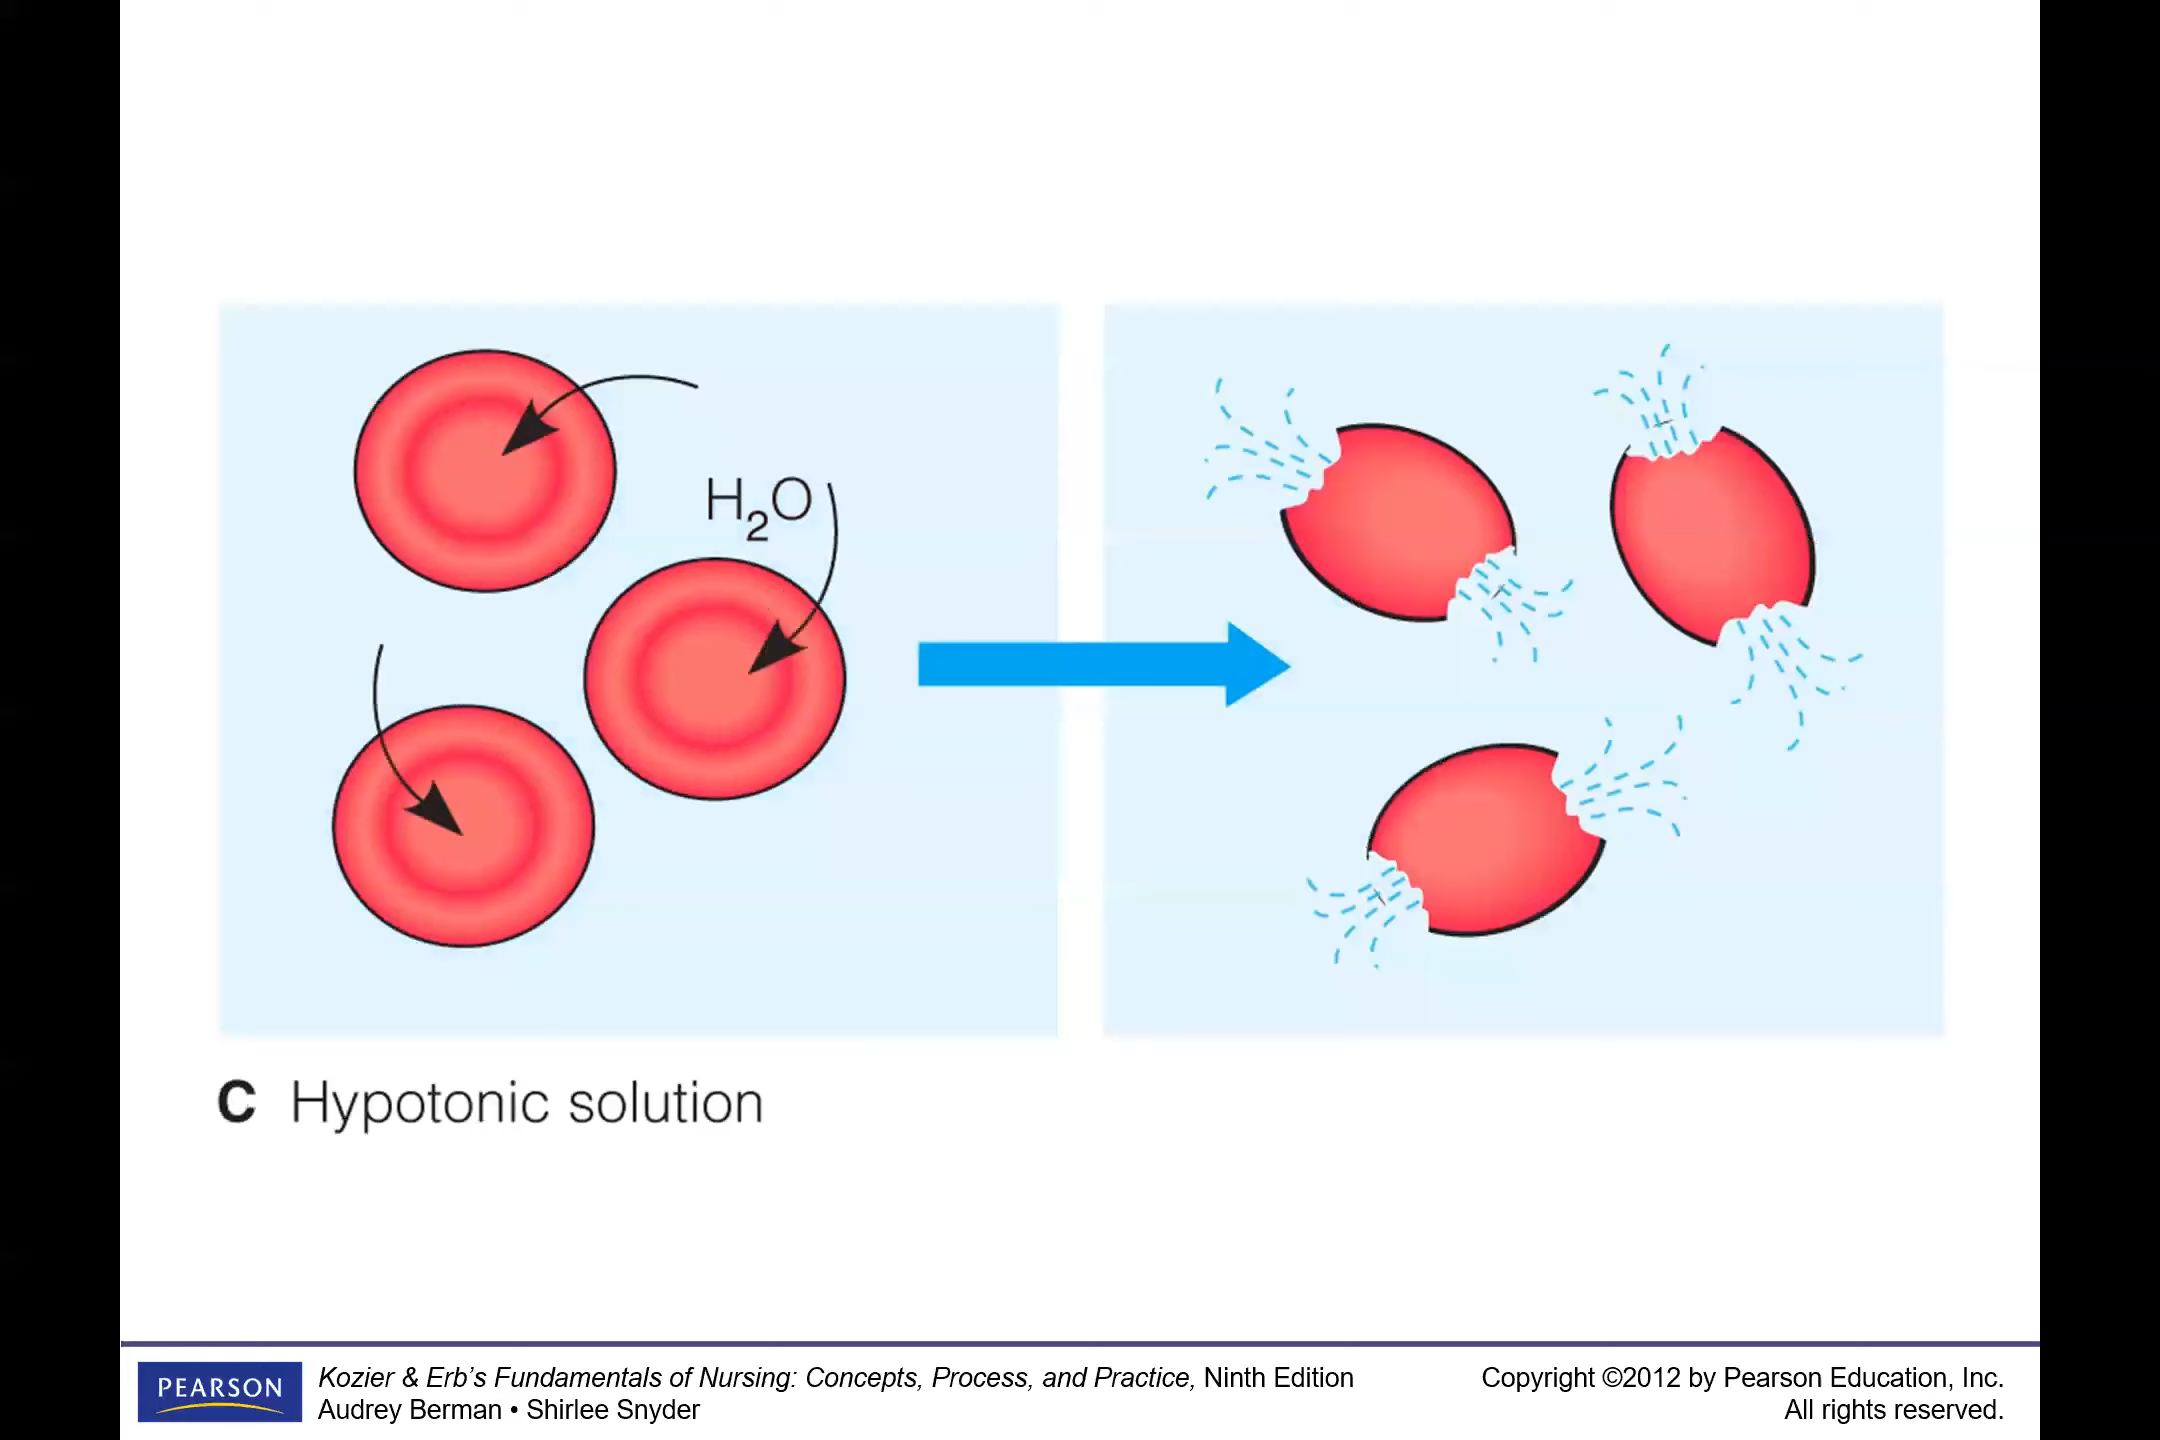 H₂O
C Hypotonic solution
PEARSON
Kozier & Erb's Fundamentals of Nursing: Concepts, Process, and Practice, Ninth Edition
Audrey Berman • Shirlee Snyder
Copyright ©2012 by Pearson Education, Inc.
All rights reserved.